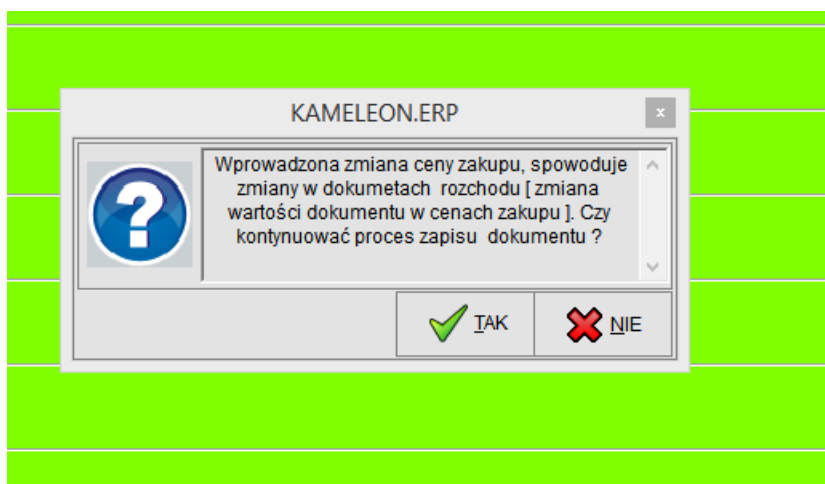 KAMELEON.ERP
x
Wprowadzona zmiana ceny zakupu, spowoduje
zmiany w dokumetach rozchodu [ zmiana
wartości dokumentu w cenach zakupu ]. Czy
kontynuować proces zapisu dokumentu ?
TAK
NIE